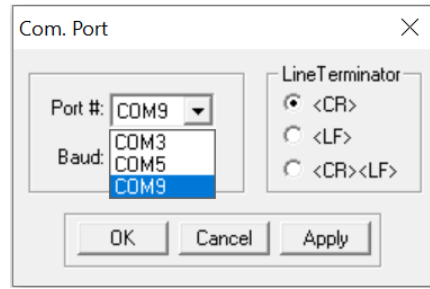 Com. Port
Port #: COM9
COM3
COM5
COM9
Baud:
LineTerminator
<CR>
<LF>
<CR><LF>
OK Cancel Apply